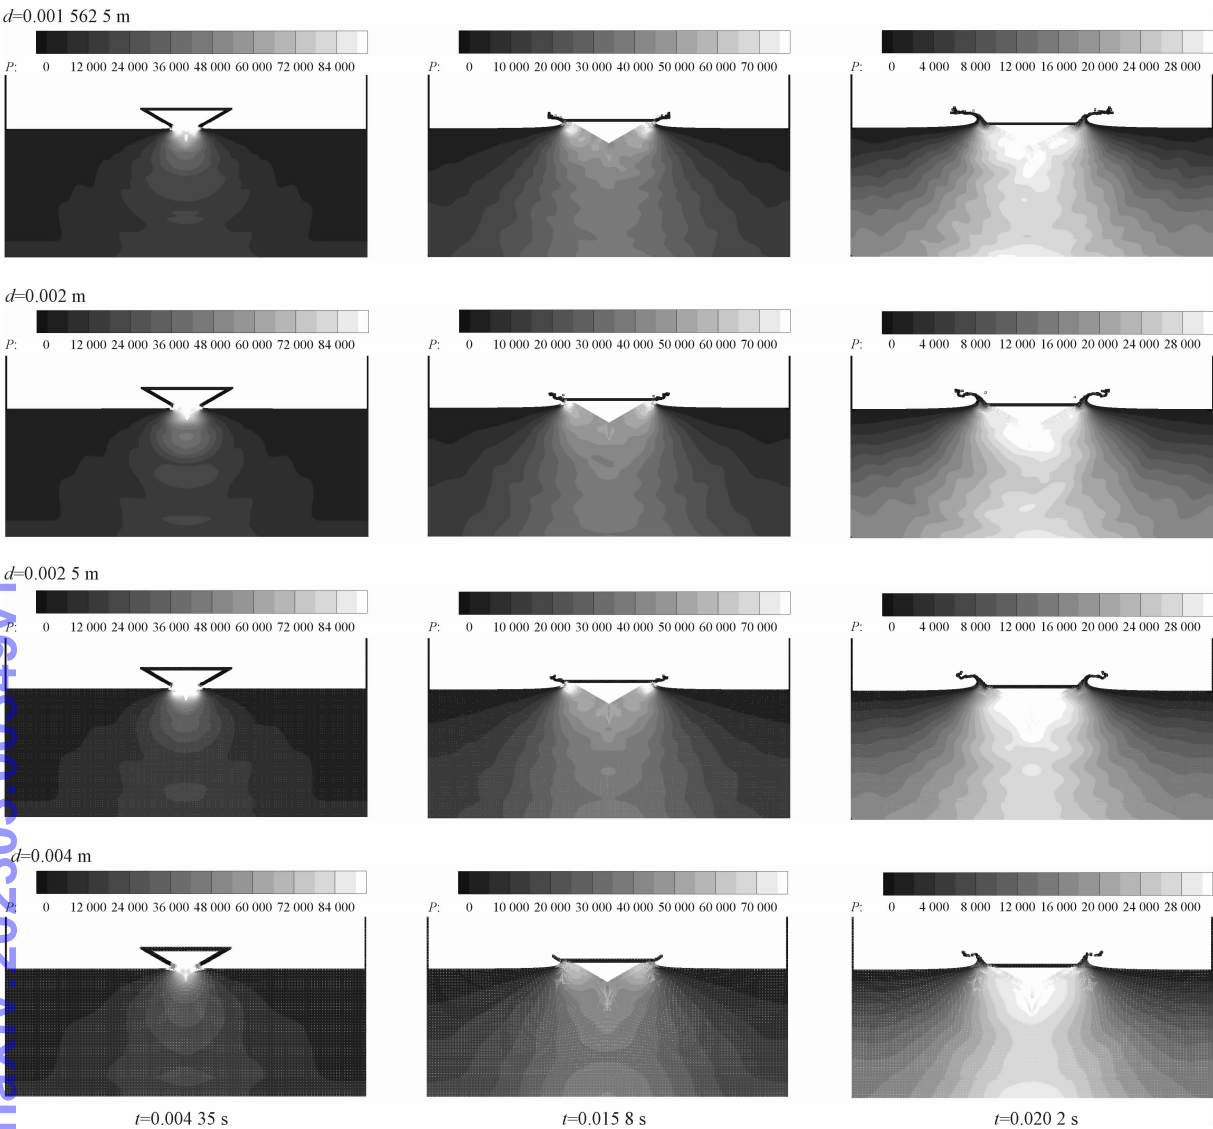 d=0.001 562 5 m
P: 0 12 000 24 000 36 000 48 000 60 000 72 000 84 000
P: 0 10 000 20 000 30 000 40 000 50 000 60 000 70 000
P: 0 4 000 8 000 12 000 16 000 20 000 24 000 28 000
d=0.002 m
P: 0 12 000 24 000 36 000 48 000 60 000 72 000 84 000
P: 0 10 000 20 000 30 000 40 000 50 000 60 000 70 000
P: 0 4 000 8 000 12 000 16 000 20 000 24 000 28 000
d=0.002 5 m
P: 0 12 000 24 000 36 000 48 000 60 000 72 000 84 000
P: 0 10 000 20 000 30 000 40 000 50 000 60 000 70 000
P: 0 4 000 8 000 12 000 16 000 20 000 24 000 28 000
d=0.004 m
P: 0 12 000 24 000 36 000 48 000 60 000 72 000 84 000
P: 0 10 000 20 000 30 000 40 000 50 000 60 000 70 000
P: 0 4 000 8 000 12 000 16 000 20 000 24 000 28 000
t=0.004 35 s
t=0.015 8 s
t=0.020 2 s